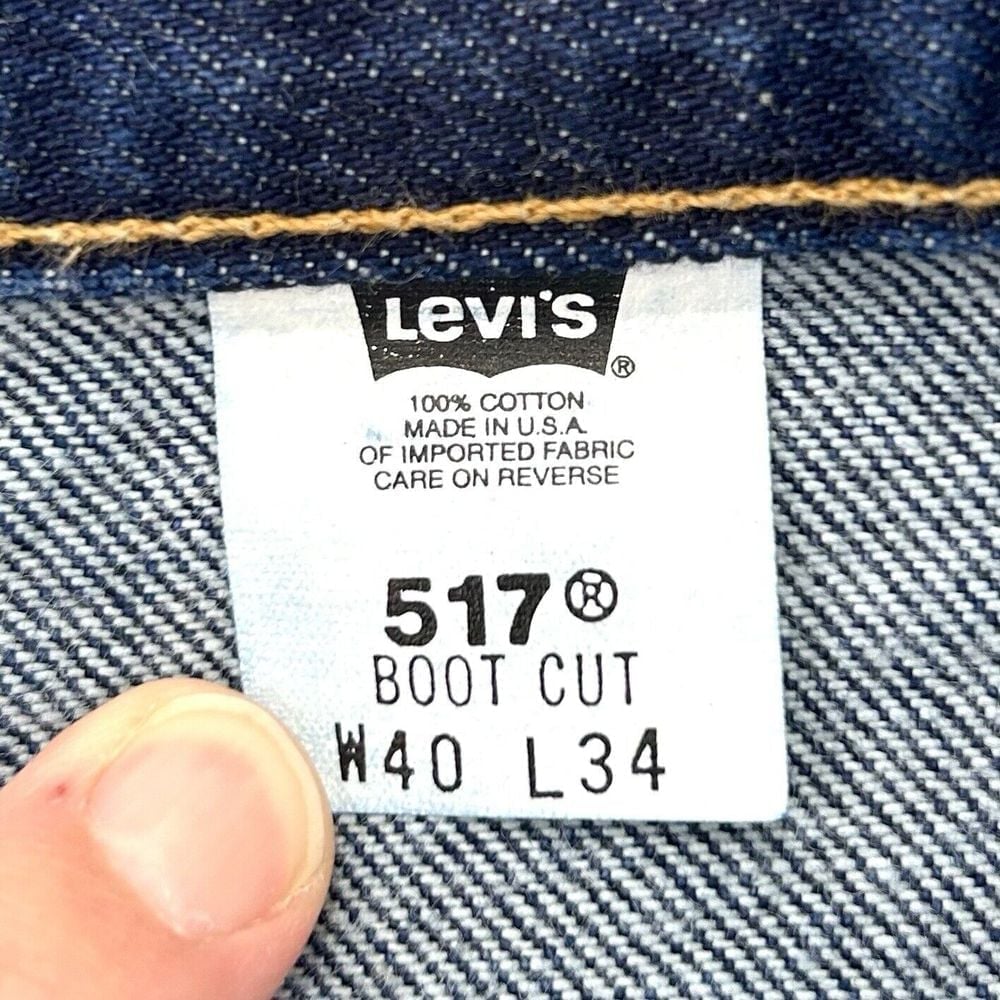 Levi's ®
100% COTTON
MADE IN U.S.A.
OF IMPORTED FABRIC
CARE ON REVERSE
517®
BOOT CUT
W40 L34